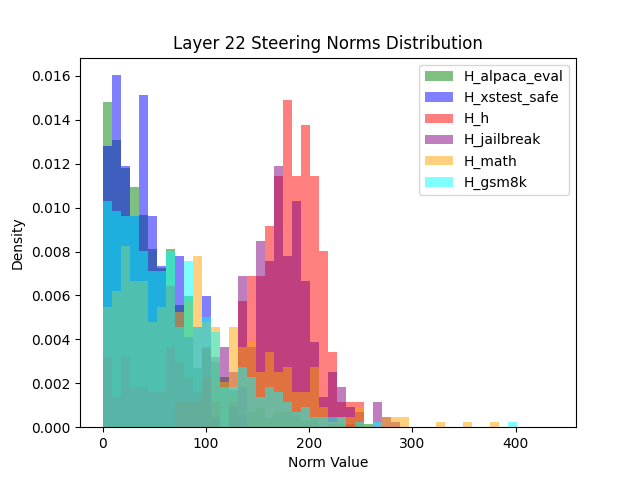 Layer 22 Steering Norms Distribution
H_alpaca_eval
H_xstest_safe
H_h
H_jailbreak
H_math
H_gsm8k
0.016
0.014
0.012
0.010
0.008
0.006
0.004
0.002
0.000
Density
0 100 200 300 400
Norm Value